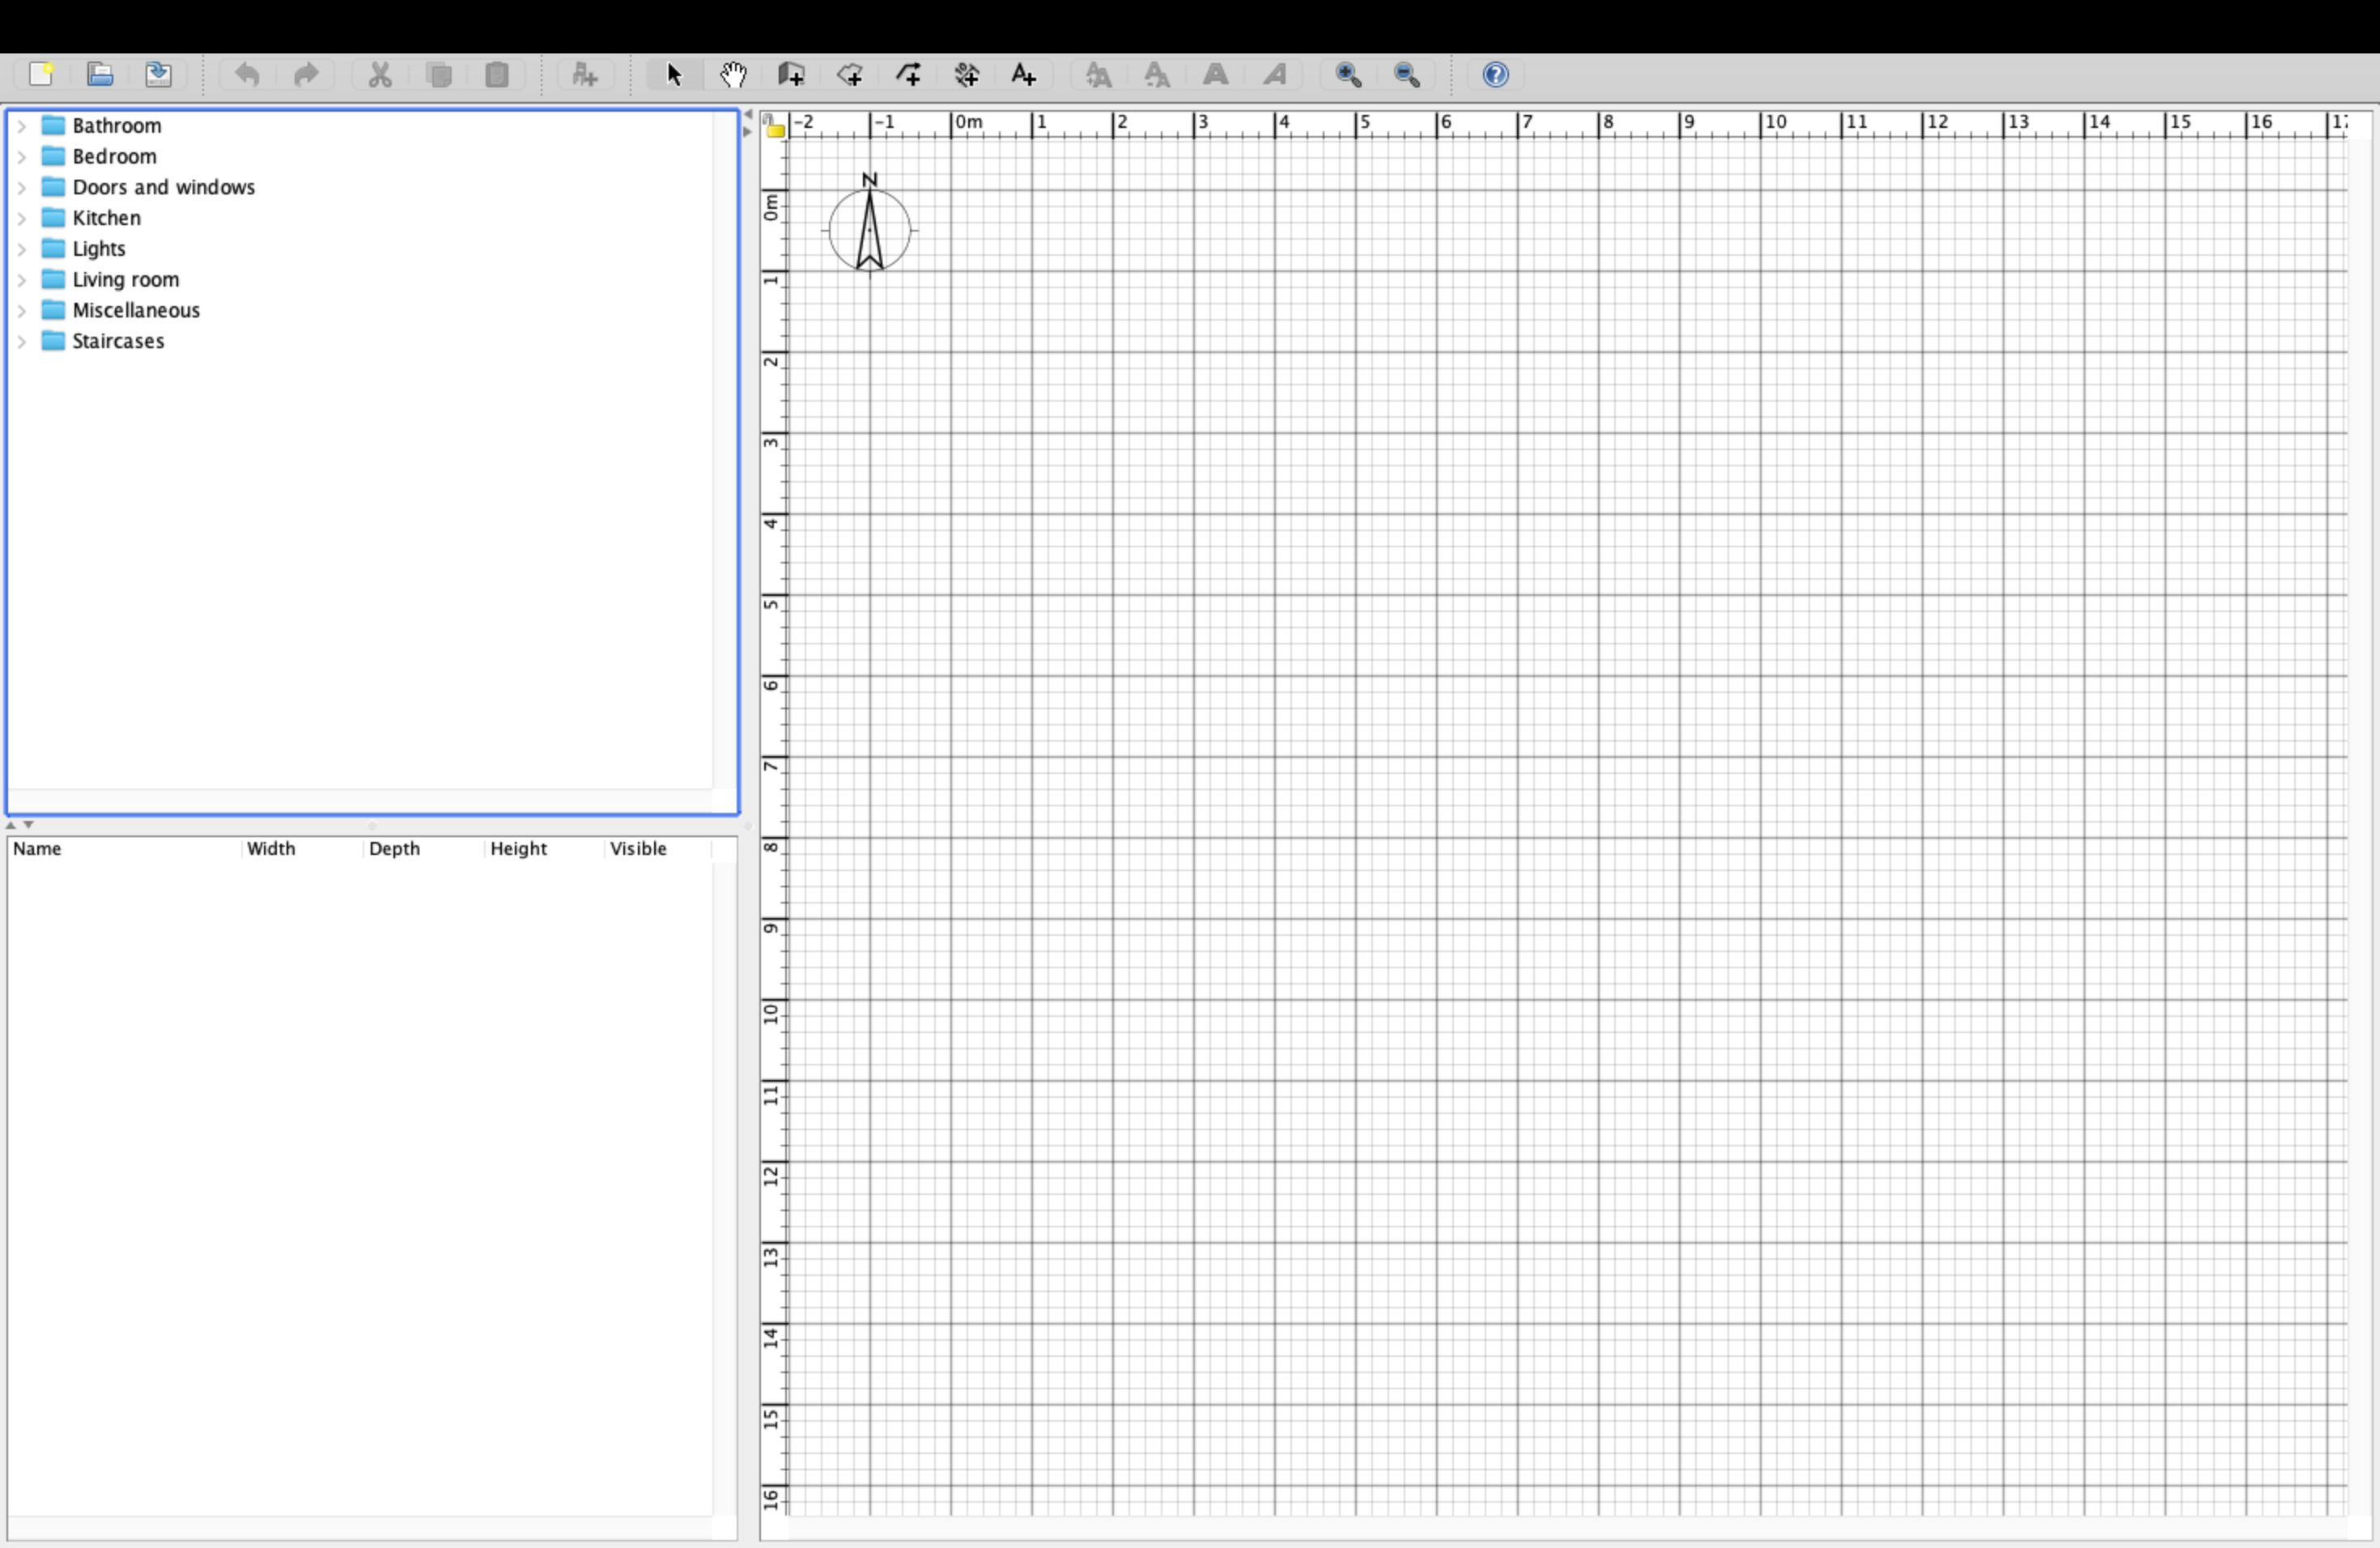 Bathroom
Bedroom
Doors and windows
Kitchen
Lights
Living room
Miscellaneous
Staircases
Name Width Depth Height Visible
-2 -1 0m 1 2 3 4 5 6 7 8 9 10 11 12 13 14 15 16
N
0m
1
2
3
4
5
6
7
8
9
10
11
12
13
14
15
16